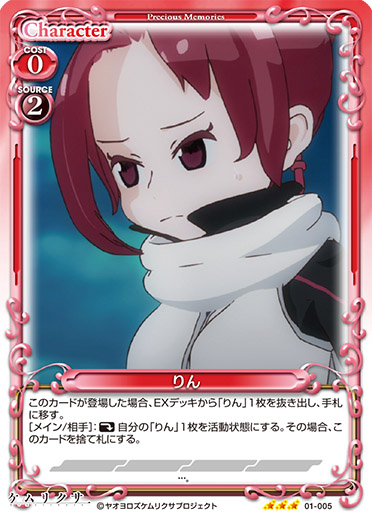 Precious Memories
Character
COST
0
SOURCE
2
りん
このカードが登場した場合、EXデッキから「りん」1枚を抜き出し、手札
に移す。
[メイン/相手]: 自分の「りん」1枚を活動状態にする。その場合、こ
のカードを捨て札にする。
…。
ケムリクサ
©ヤオヨロズケムリクサプロジェクト
01-005